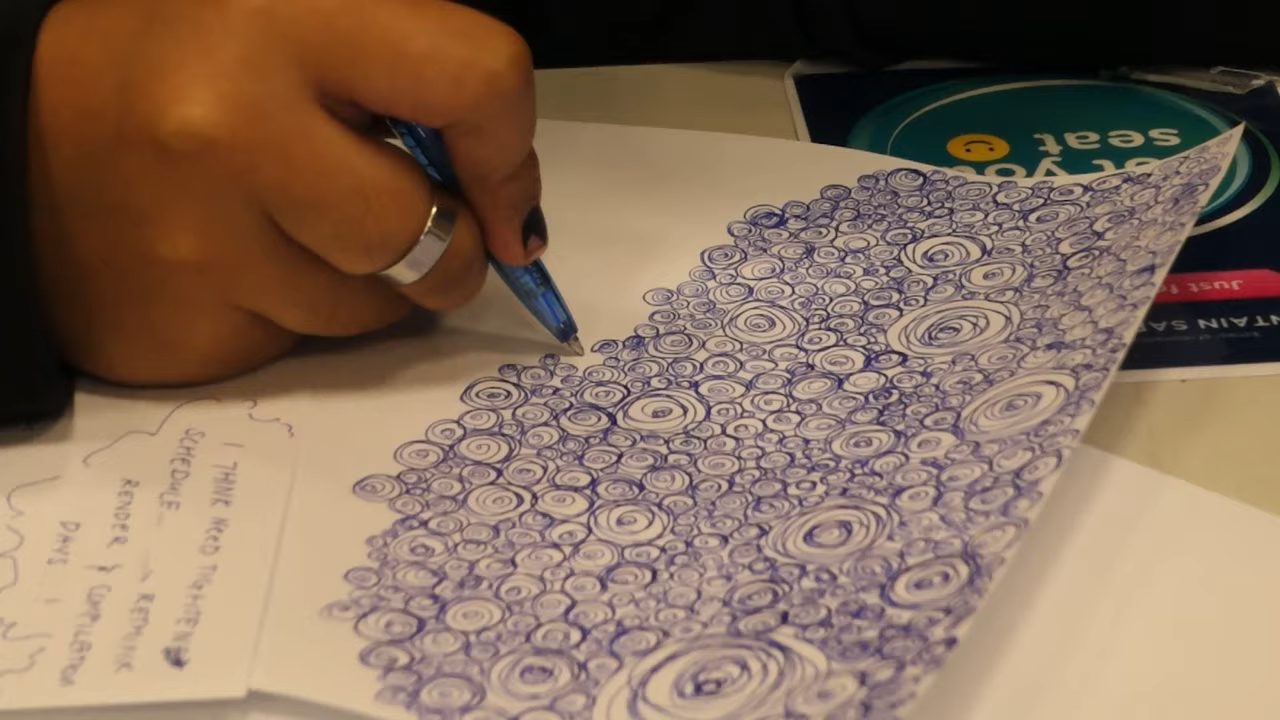 I THINK NEED TIGHTENING
SCHEDULE... → RETHINK
RENDER & COMPILATION
DAYS...!
seat
Just